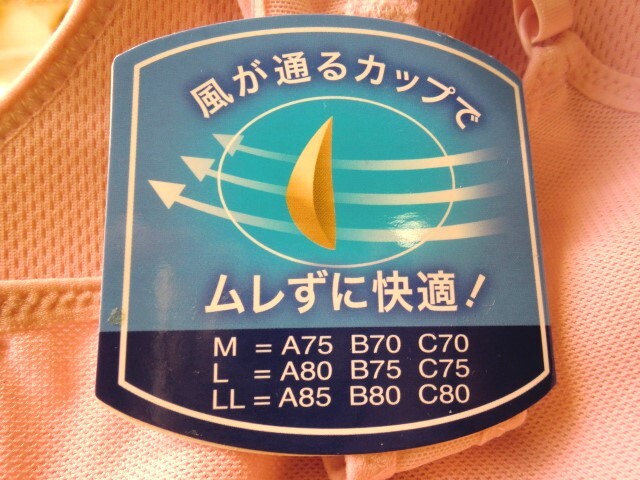 風が通るカップで
ムレずに快適！
M = A75 B70 C70
L = A80 B75 C75
LL = A85 B80 C80